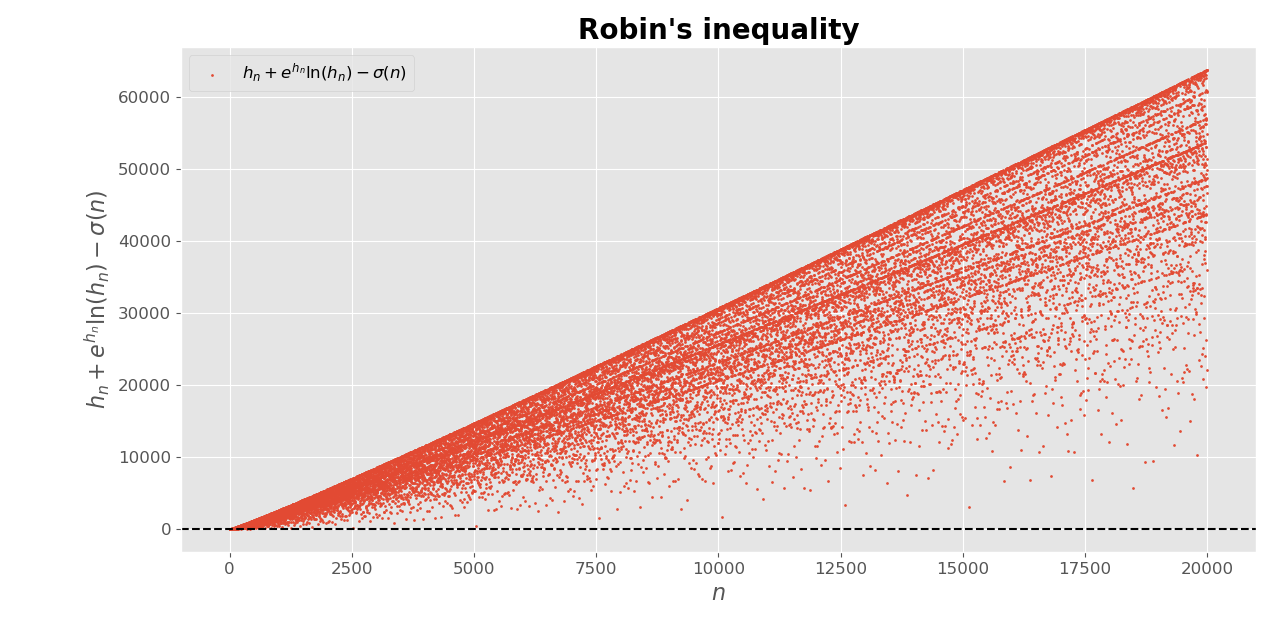 Robin's inequality
$h_n + e^{h_n}\ln(h_n) - \sigma(n)$
$h_n + e^{h_n}\ln(h_n) - \sigma(n)$
60000
50000
40000
30000
20000
10000
0
0 2500 5000 7500 10000 12500 15000 17500 20000
$n$